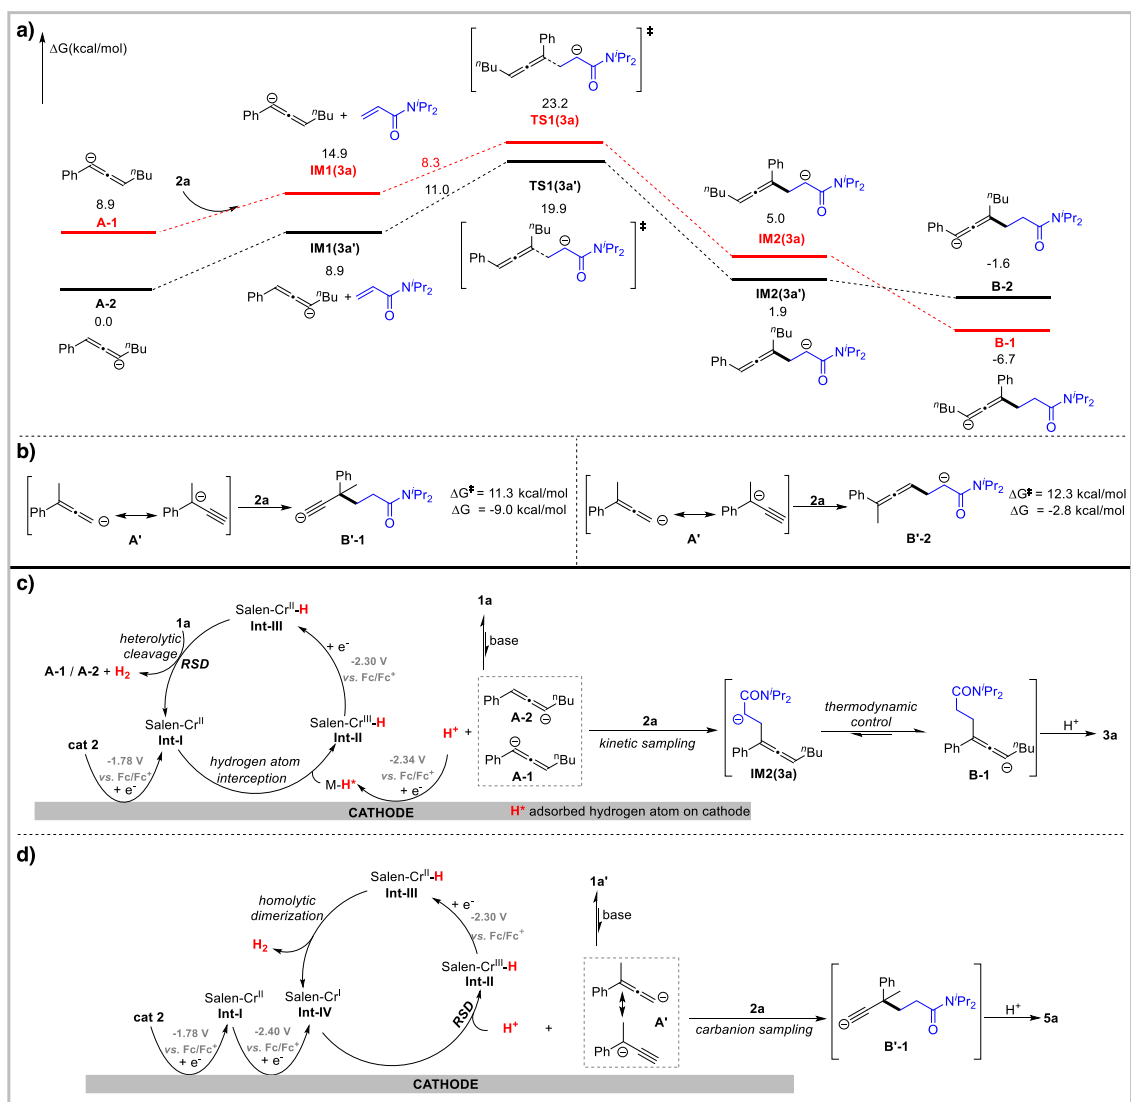 a)
ΔG(kcal/mol)
Ph
⊖
nBu
8.9
A-1
2a
Ph
⊖
nBu
+
NiPr2
O
14.9
IM1(3a)
8.3
Ph
nBu
⊖
NiPr2
O
‡
23.2
TS1(3a)
A-2
0.0
Ph
nBu
⊖
IM1(3a')
8.9
Ph
nBu
⊖
+
NiPr2
O
11.0
TS1(3a')
19.9
nBu
Ph
⊖
NiPr2
O
‡
Ph
nBu
⊖
NiPr2
O
5.0
IM2(3a)
IM2(3a')
1.9
nBu
Ph
⊖
NiPr2
O
nBu
Ph
⊖
NiPr2
O
-1.6
B-2
B-1
-6.7
Ph
nBu
⊖
NiPr2
O
b)
Ph
⊖
Ph
⊖
A'
2a
Ph
⊖
NiPr2
O
B'-1
ΔG‡ = 11.3 kcal/mol
ΔG = -9.0 kcal/mol
Ph
⊖
Ph
⊖
A'
2a
Ph
⊖
NiPr2
O
B'-2
ΔG‡ = 12.3 kcal/mol
ΔG = -2.8 kcal/mol
c)
Salen-CrII-H
Int-III
1a
heterolytic
cleavage
RSD
A-1 / A-2 + H2
+ e-
-2.30 V
vs. Fc/Fc+
Salen-CrII
Int-I
Salen-CrIII-H
Int-II
cat 2
-1.78 V
vs. Fc/Fc+
+ e-
hydrogen atom
interception
M-H*
-2.34 V
vs. Fc/Fc+
+ e-
H+
+
1a
base
Ph
nBu
⊖
A-2
⊖
Ph
nBu
A-1
2a
kinetic sampling
CONiPr2
⊖
Ph
nBu
IM2(3a)
thermodynamic
control
CONiPr2
Ph
nBu
⊖
B-1
H+
3a
CATHODE
H* adsorbed hydrogen atom on cathode
d)
Salen-CrII-H
Int-III
homolytic
dimerization
H2
+ e-
-2.30 V
vs. Fc/Fc+
Salen-CrIII-H
Int-II
cat 2
Salen-CrII
Int-I
Salen-CrI
Int-IV
-1.78 V
vs. Fc/Fc+
+ e-
-2.40 V
vs. Fc/Fc+
+ e-
RSD
H+
+
1a'
base
Ph
⊖
A'
Ph
⊖
2a
carbanion sampling
Ph
⊖
NiPr2
O
B'-1
H+
5a
CATHODE